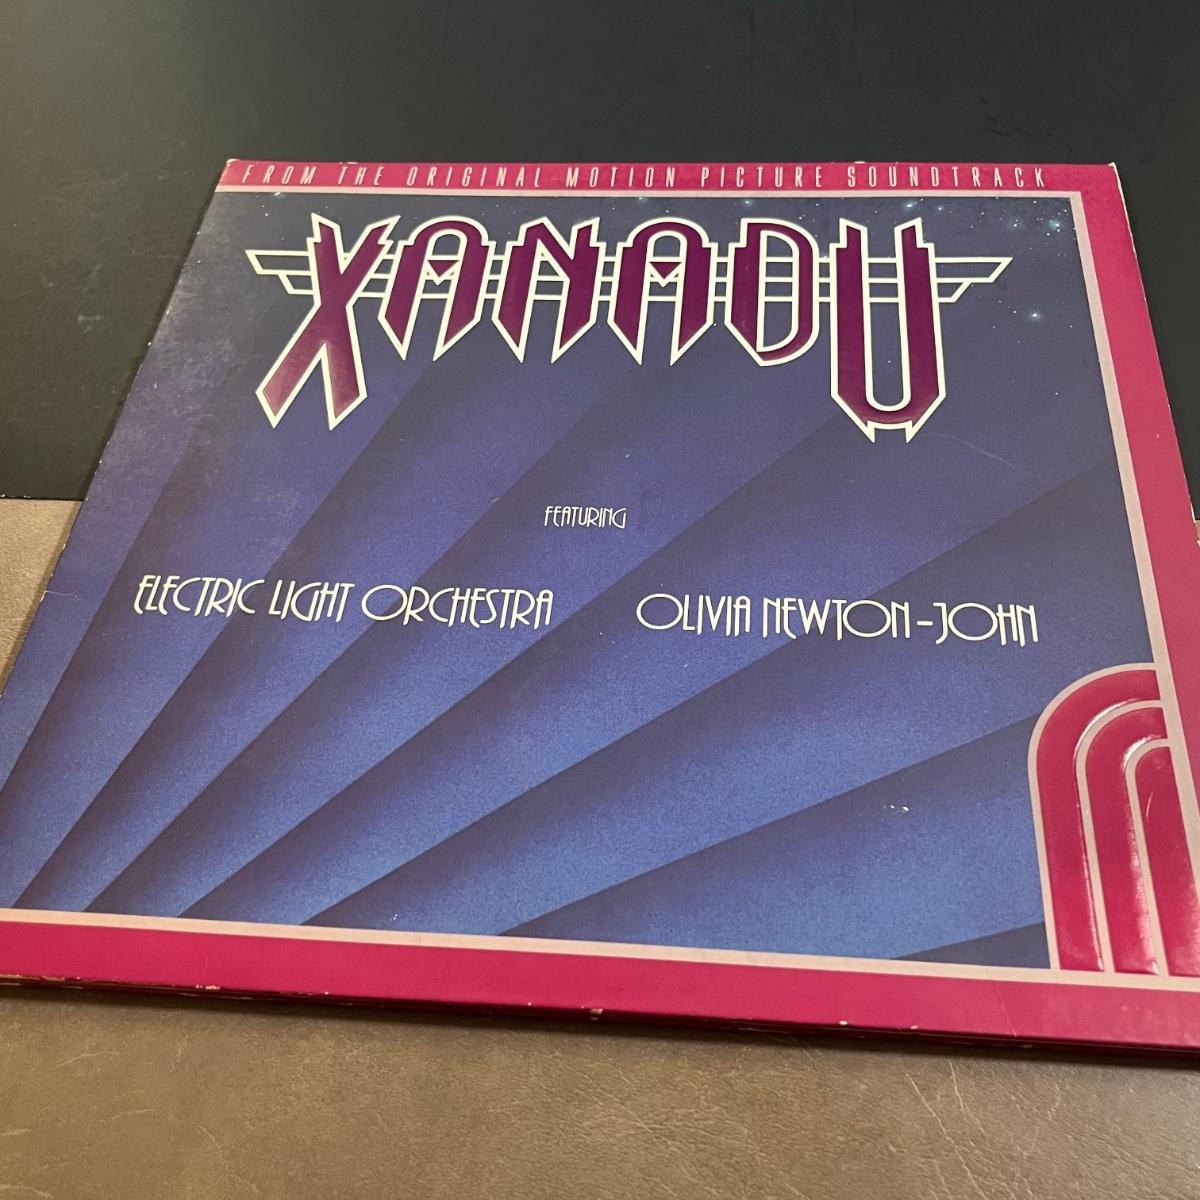 FROM THE ORIGINAL MOTION PICTURE SOUNDTRACK
XANADU
FEATURING
ELECTRIC LIGHT ORCHESTRA OLIVIA NEWTON-JOHN